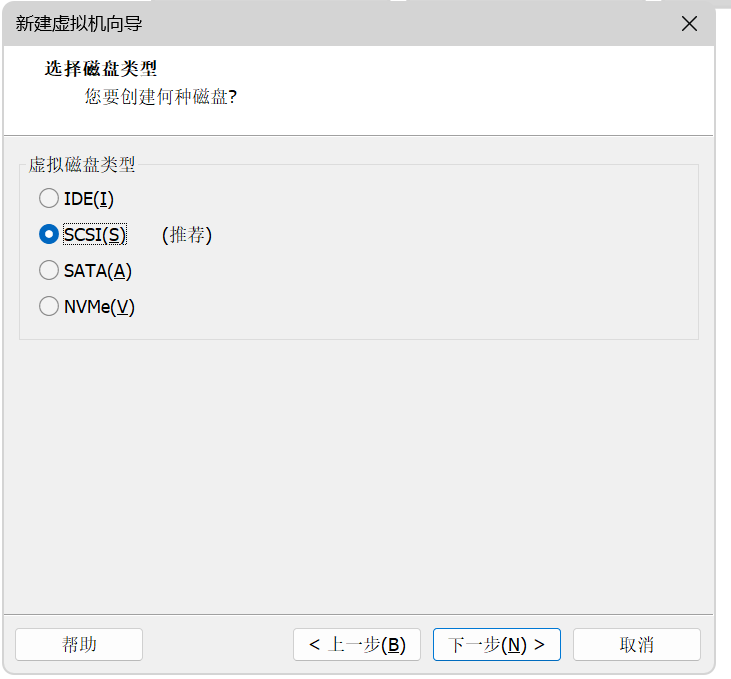 新建虚拟机向导
选择磁盘类型
您要创建何种磁盘?
虚拟磁盘类型
IDE(I)
SCSI(S) (推荐)
SATA(A)
NVMe(V)
帮助 < 上一步(B) 下一步(N) > 取消